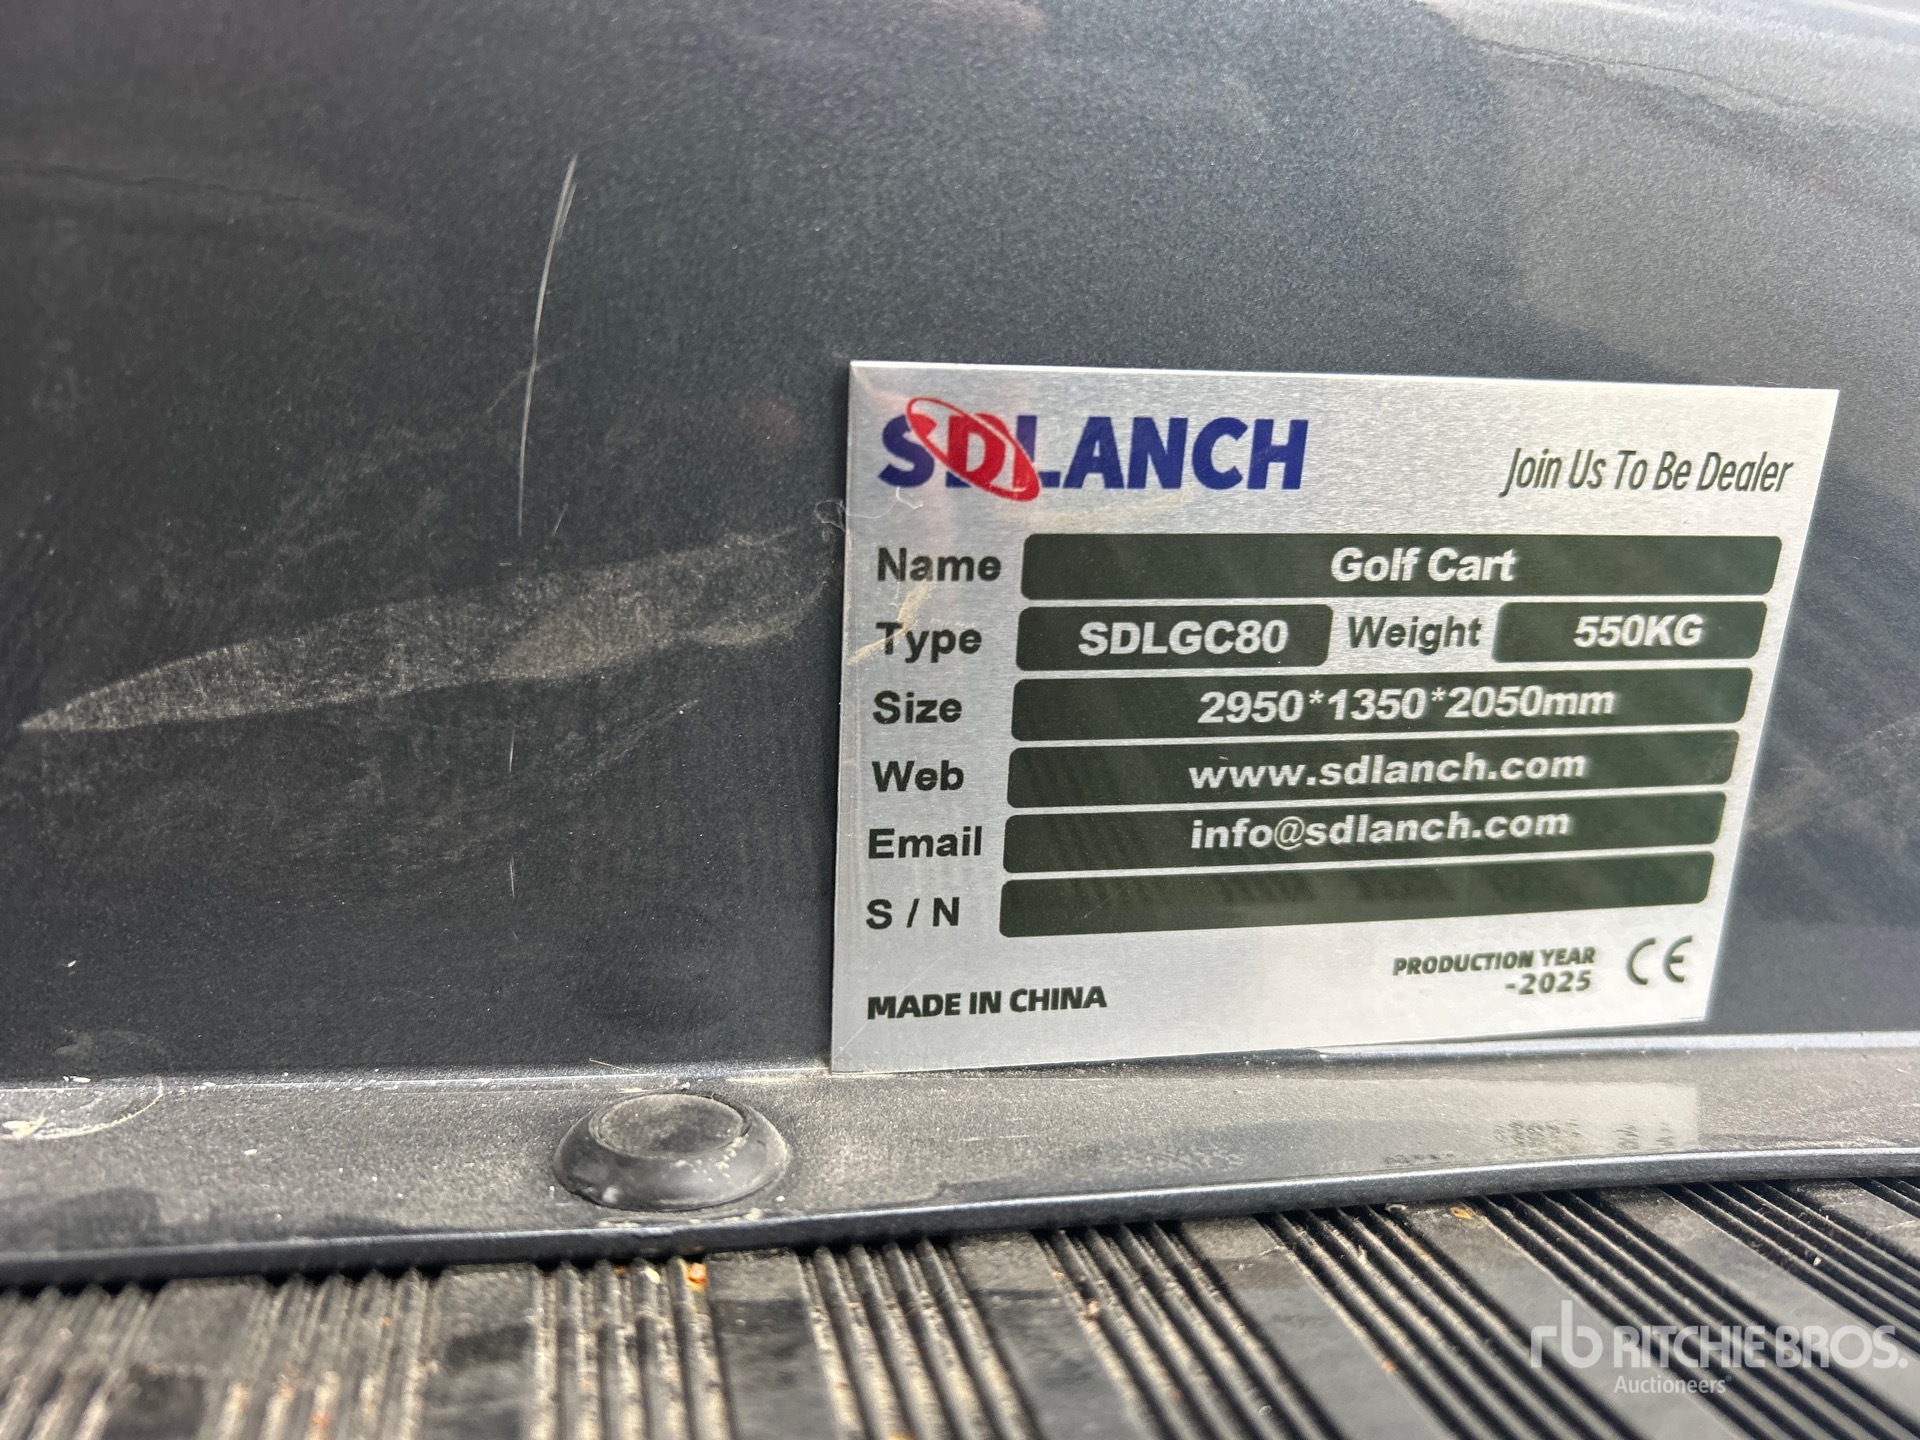 SDLANCH
Join Us To Be Dealer
Name Golf Cart
Type SDLGC80 Weight 550KG
Size 2950*1350*2050mm
Web www.sdlanch.com
Email info@sdlanch.com
S / N
MADE IN CHINA
PRODUCTION YEAR
-2025
CE
rb RITCHIE BROS.
Auctioneers